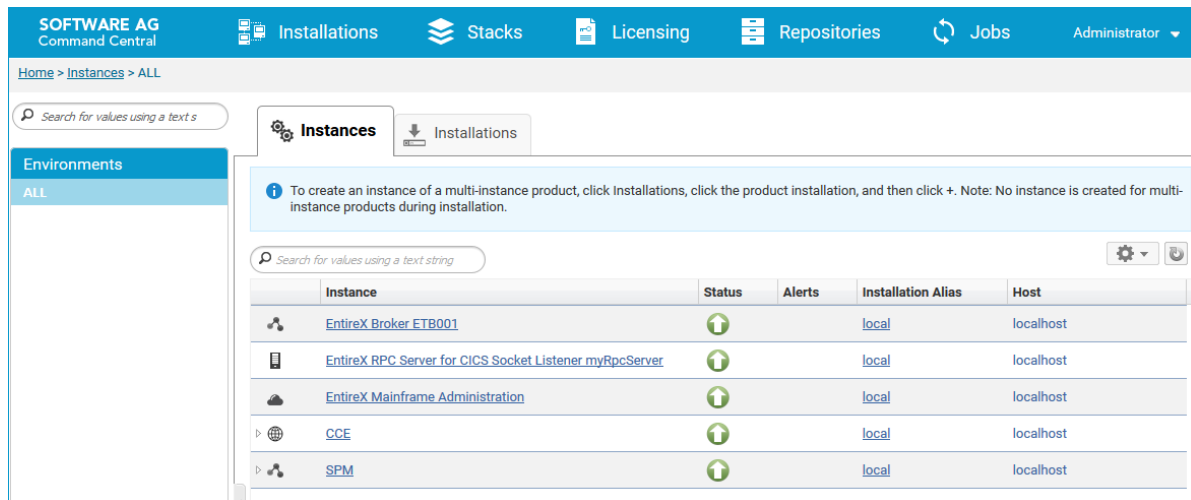 SOFTWARE AG
Command Central
Installations
Stacks
Licensing
Repositories
Jobs
Administrator
Home > Instances > ALL
Search for values using a text s
Environments
ALL
Instances
Installations
To create an instance of a multi-instance product, click Installations, click the product installation, and then click +. Note: No instance is created for multi-
instance products during installation.
Search for values using a text string
Instance Status Alerts Installation Alias Host
EntireX Broker ETB001 local localhost
EntireX RPC Server for CICS Socket Listener myRpcServer local localhost
EntireX Mainframe Administration local localhost
CCE local localhost
SPM local localhost